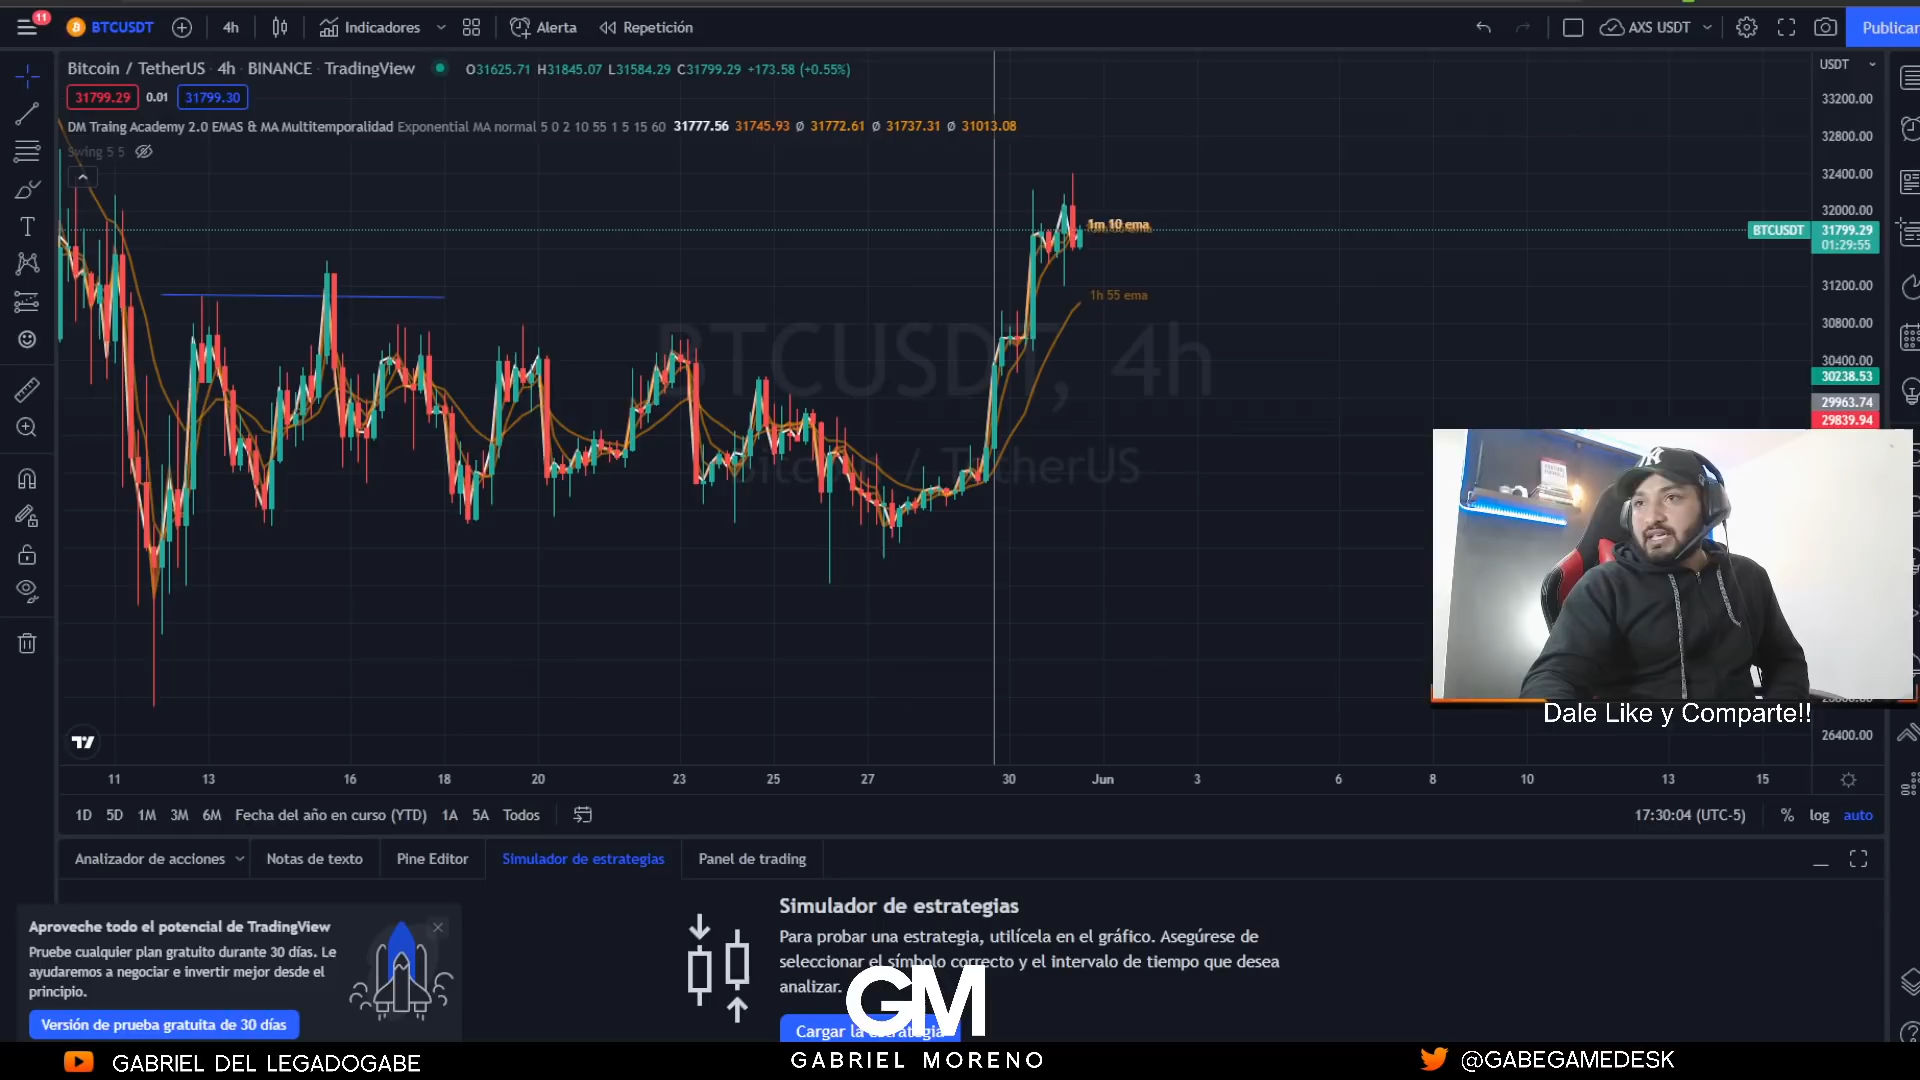 11
BTCUSDT
4h
Indicadores
Alerta
Repetición
AXS USDT
Publicar
Bitcoin / TetherUS · 4h · BINANCE · TradingView
O31625.71 H31845.07 L31584.29 C31799.29 +173.58 (+0.55%)
USDT
31799.29
0.01
31799.30
33200.00
DM Traing Academy 2.0 EMAS & MA Multitemporalidad Exponential MA normal 5 0 2 10 55 1 5 15 60 31777.56 31745.93 Ø 31772.61 Ø 31737.31 Ø 31013.08
32800.00
Swing 5 5
32400.00
32000.00
1m 10 ema
BTCUSDT
31799.29
01:29:55
31200.00
1h 55 ema
30800.00
BTCUSDT, 4h
30400.00
30238.53
29963.74
29839.94
Bitcoin / TetherUS
Dale Like y Comparte!!
26400.00
11 13 16 18 20 23 25 27 30 Jun 3 6 8 10 13 15
1D 5D 1M 3M 6M Fecha del año en curso (YTD) 1A 5A Todos
17:30:04 (UTC-5)
% log auto
Analizador de acciones
Notas de texto
Pine Editor
Simulador de estrategias
Panel de trading
Aproveche todo el potencial de TradingView
Pruebe cualquier plan gratuito durante 30 días. Le
ayudaremos a negociar e invertir mejor desde el
principio.
Versión de prueba gratuita de 30 días
Simulador de estrategias
Para probar una estrategia, utilícela en el gráfico. Asegúrese de
seleccionar el símbolo correcto y el intervalo de tiempo que desea
analizar.
Cargar la estrategia
GM
GABRIEL DEL LEGADOGABE
GABRIEL MORENO
@GABEGAMEDESK